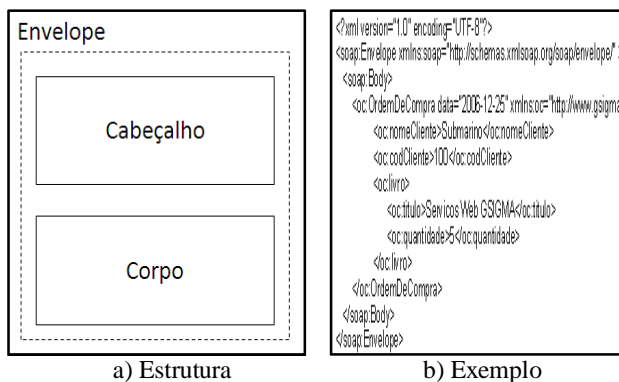 Envelope
Cabeçalho
Corpo
a) Estrutura
<?xml version="1.0" encoding="UTF-8"?>
<soap:Envelope xmlns:soap="http://schemas.xmlsoap.org/soap/envelope/"
<soap:Body>
<oc:OrdemDeCompra data="2006-12-25" xmlns:oc="http://www.gsigma
<oc:nomeCliente>Submarino</oc:nomeCliente>
<oc:codCliente>100</oc:codCliente>
<oc:livro>
<oc:titulo>Servicos Web GSIGMA</oc:titulo>
<oc:quantidade>5</oc:quantidade>
</oc:livro>
</oc:OrdemDeCompra>
</soap:Body>
</soap:Envelope>
b) Exemplo